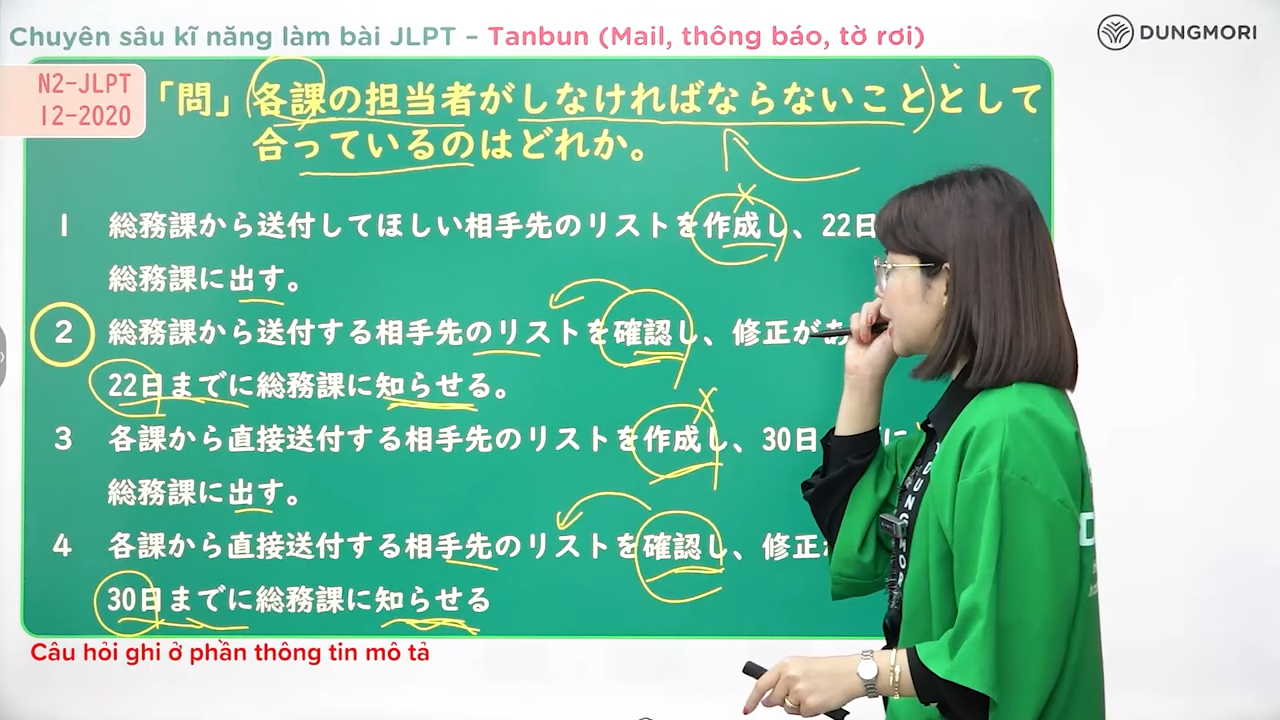 Chuyên sâu kĩ năng làm bài JLPT – Tanbun (Mail, thông báo, tờ rơi)
DUNGMORI
N2-JLPT
12-2020
「問」各課の担当者がしなければならないこととして
合っているのはどれか。
1 総務課から送付してほしい相手先のリストを作成し、22日
総務課に出す。
2 総務課から送付する相手先のリストを確認し、修正があ
22日までに総務課に知らせる。
3 各課から直接送付する相手先のリストを作成し、30日
総務課に出す。
4 各課から直接送付する相手先のリストを確認し、修正
30日までに総務課に知らせる
Câu hỏi ghi ở phần thông tin mô tả